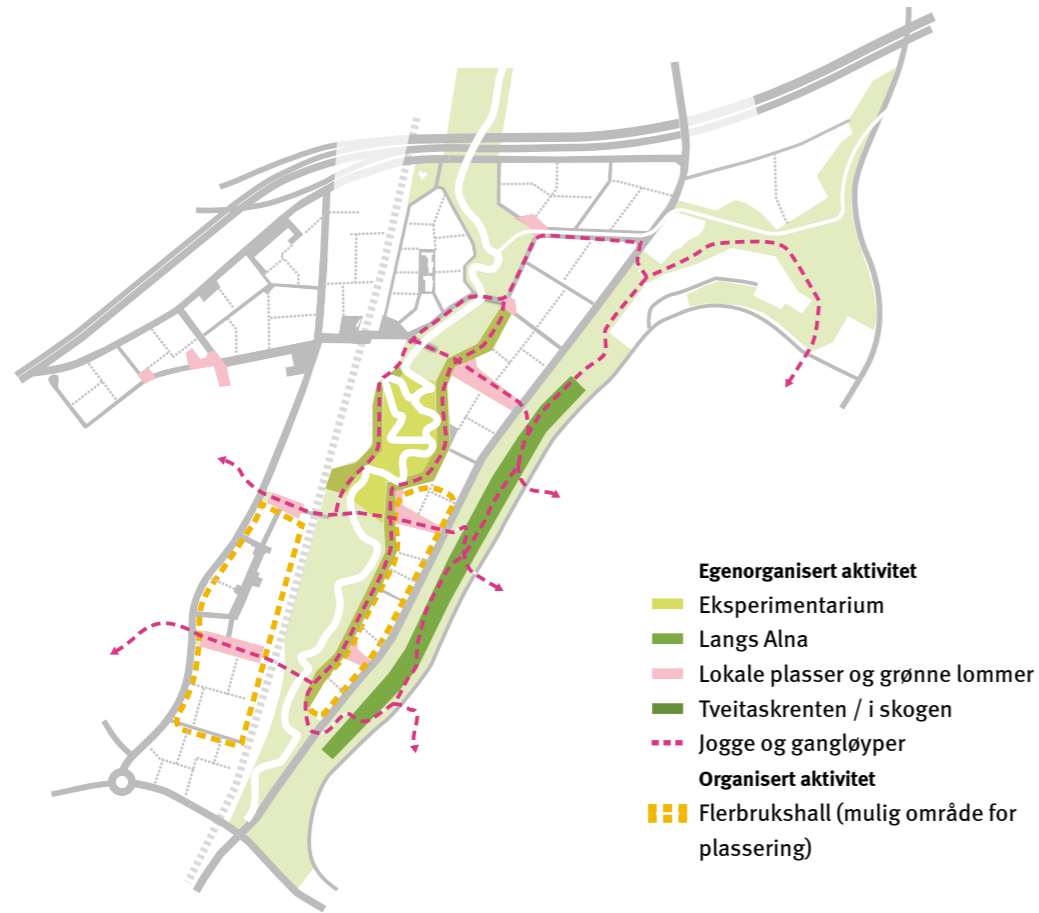 Egenorganisert aktivitet
Eksperimentarium
Langs Alna
Lokale plasser og grønne lommer
Tveitaskrenten / i skogen
Jogge og gangløyper
Organisert aktivitet
Flerbrukshall (mulig område for
plassering)